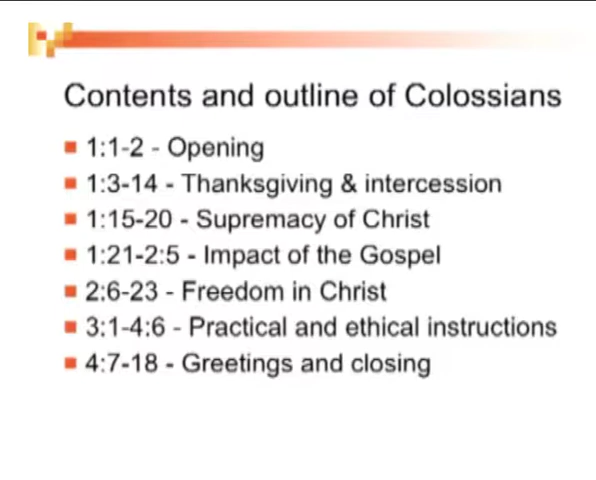 Contents and outline of Colossians
1:1-2 - Opening
1:3-14 - Thanksgiving & intercession
1:15-20 - Supremacy of Christ
1:21-2:5 - Impact of the Gospel
2:6-23 - Freedom in Christ
3:1-4:6 - Practical and ethical instructions
4:7-18 - Greetings and closing